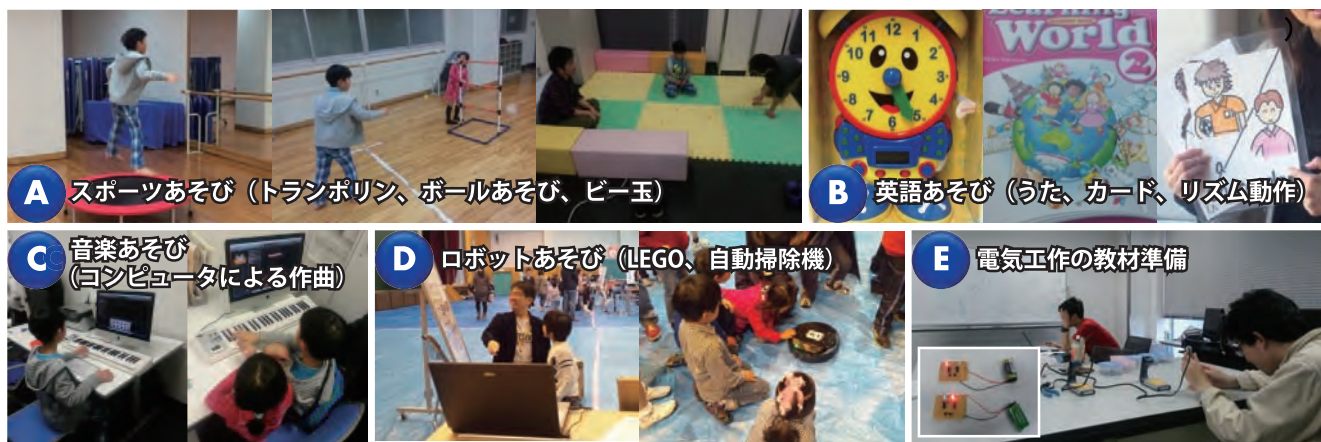 A スポーツあそび（トランポリン、ボールあそび、ビー玉）
11 12 1
10 2
9 3
8 4
7 6 5
Learning
World
2
B 英語あそび（うた、カード、リズム動作）
C 音楽あそび
（コンピュータによる作曲）
D ロボットあそび（LEGO、自動掃除機）
E 電気工作の教材準備